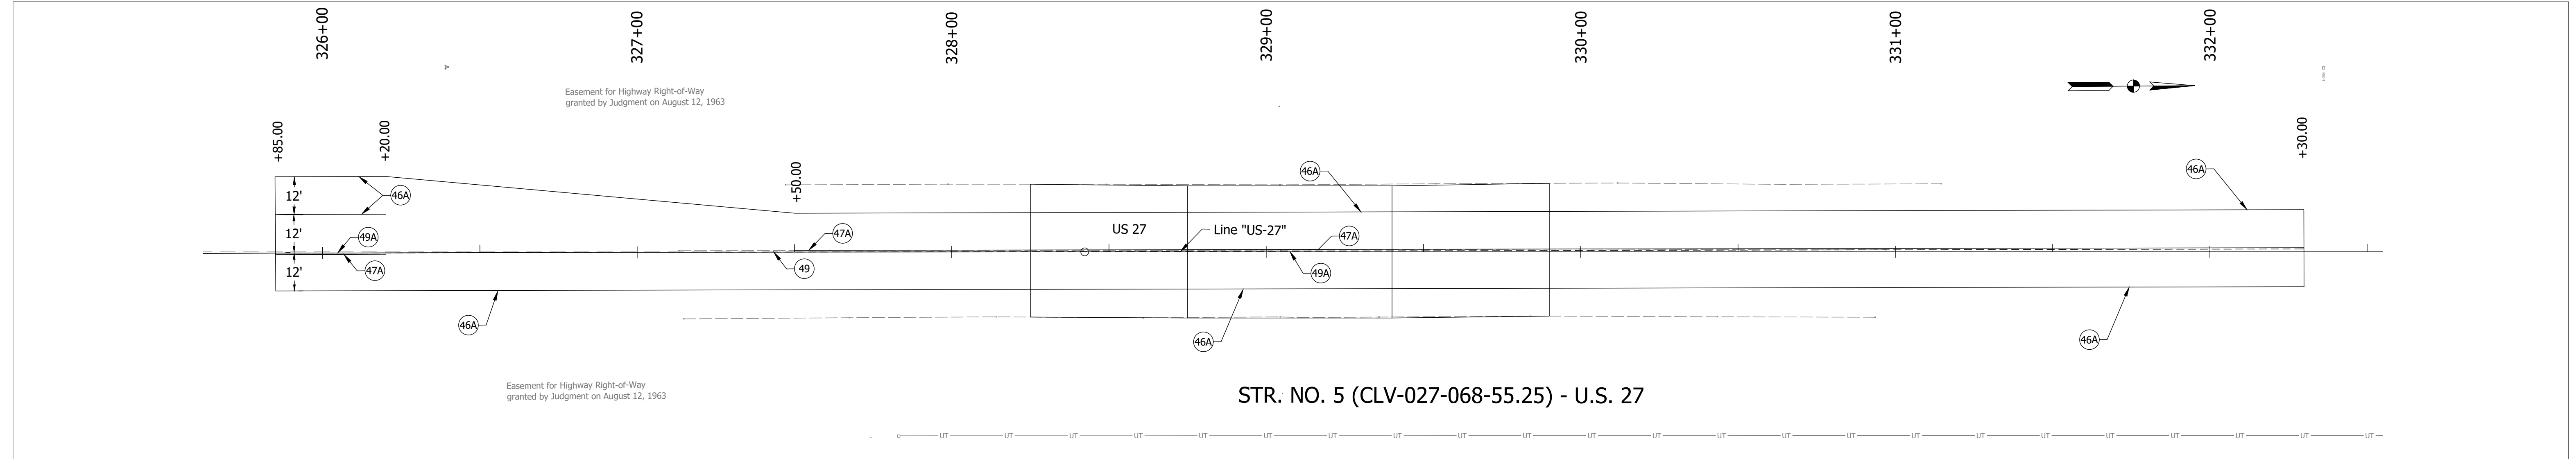 326+00
327+00
328+00
329+00
330+00
331+00
332+00
Easement for Highway Right-of-Way
granted by Judgment on August 12, 1963
+85.00
+20.00
+50.00
+30.00
12'
12'
12'
46A
49A
47A
46A
47A
49
US 27
Line "US-27"
46A
47A
49A
46A
46A
46A
Easement for Highway Right-of-Way
granted by Judgment on August 12, 1963
STR. NO. 5 (CLV-027-068-55.25) - U.S. 27